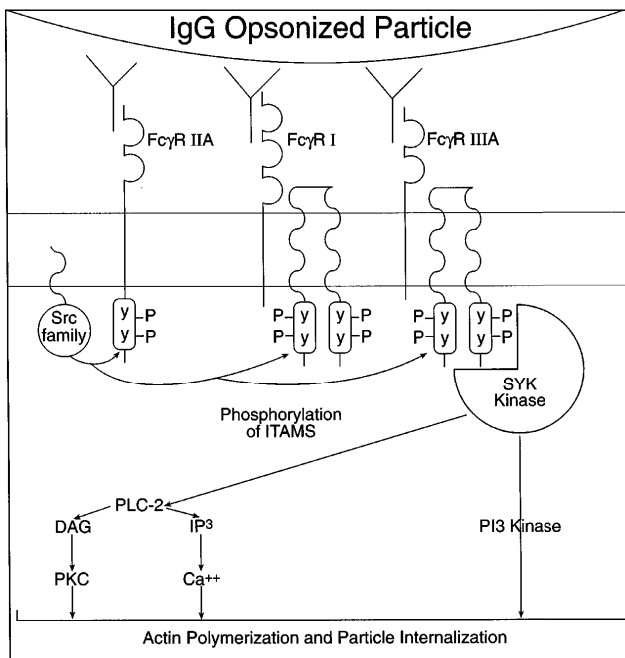 IgG Opsonized Particle
FcγR IIA
FcγR I
FcγR IIIA
Src
family
y
y
P
P
P
P
y
y
y
y
P
P
P
P
y
y
y
y
P
P
SYK
Kinase
Phosphorylation
of ITAMS
PLC-2
DAG
IP³
PI3 Kinase
PKC
Ca⁺⁺
Actin Polymerization and Particle Internalization